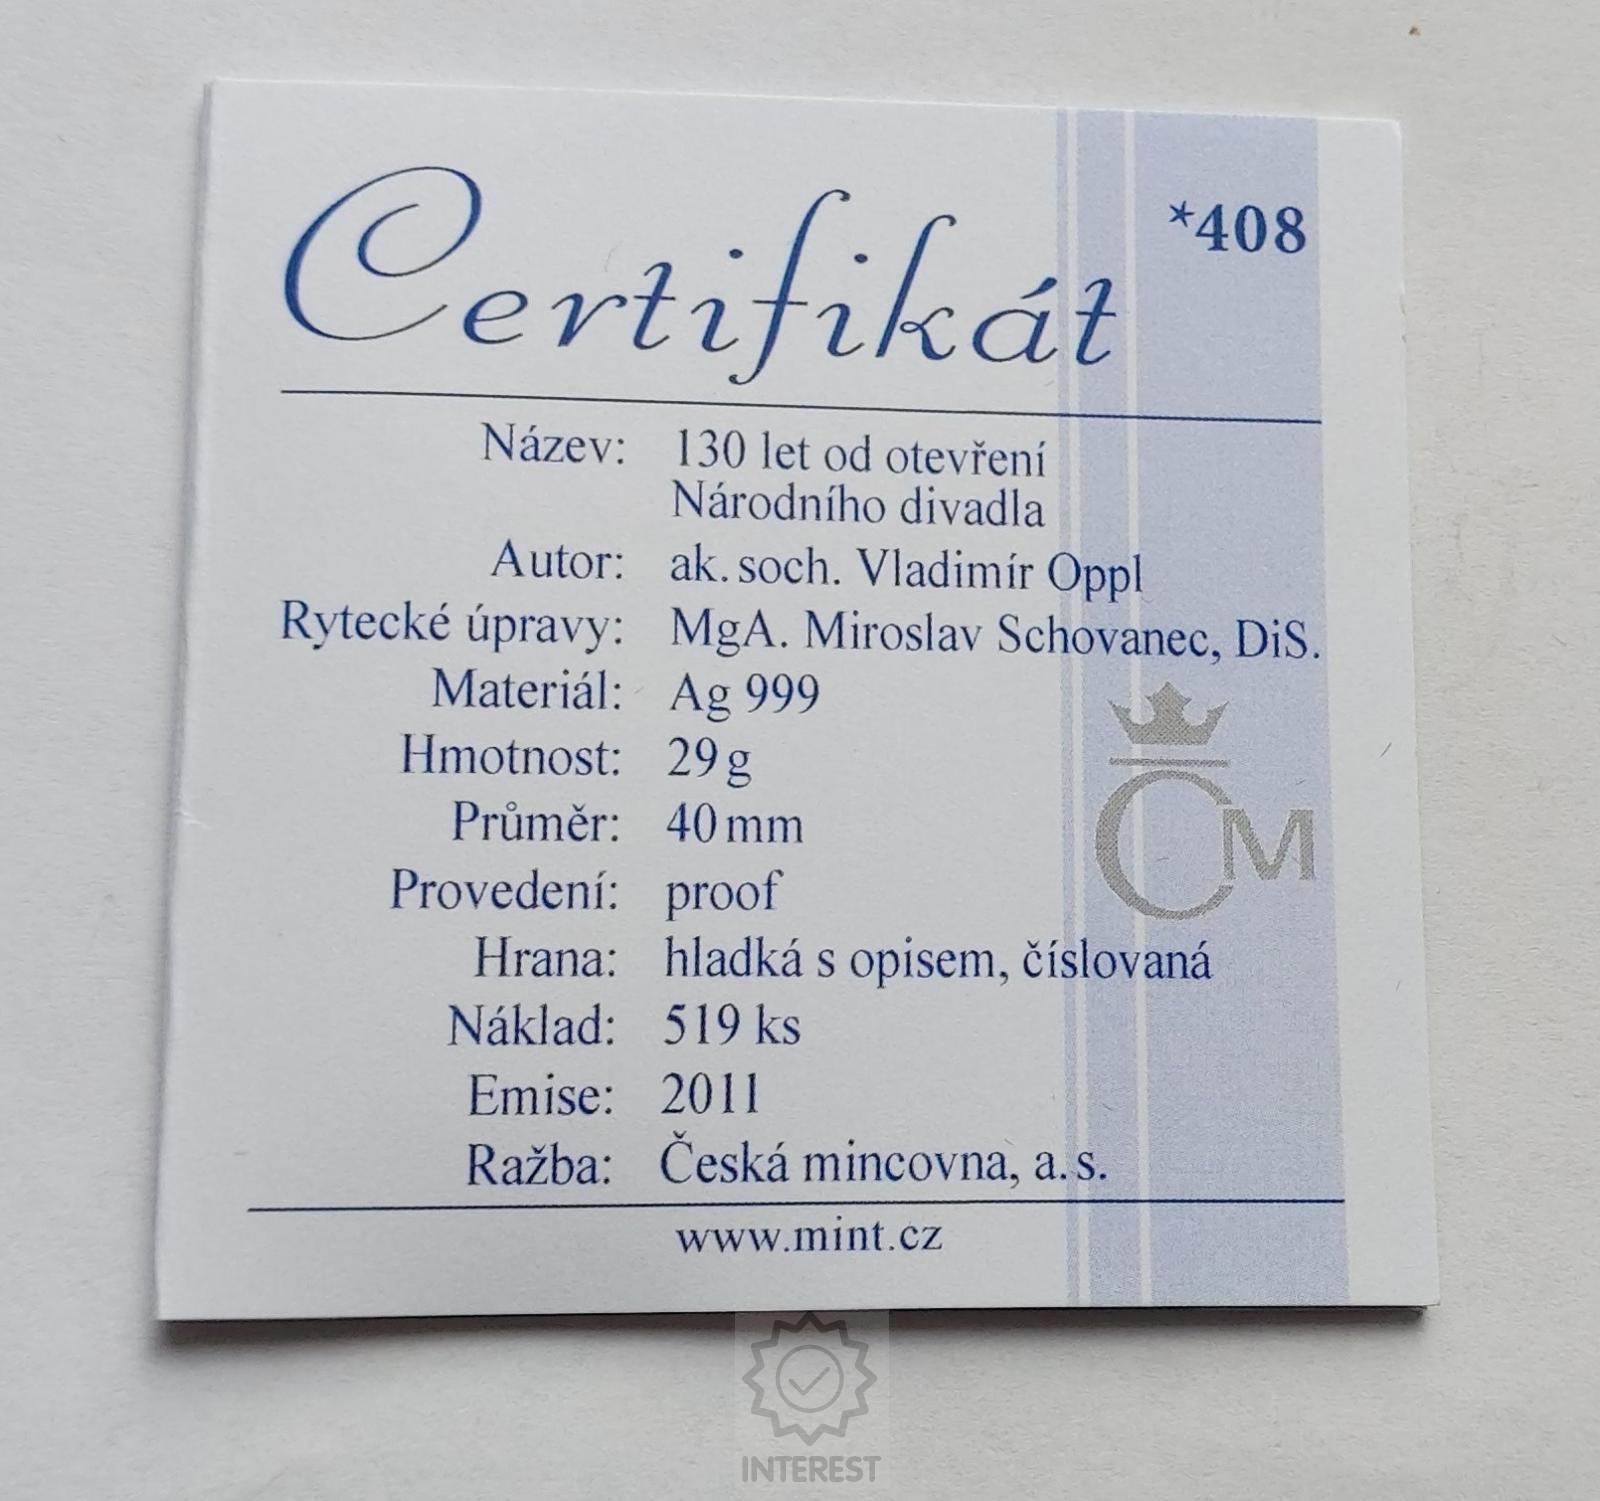 Certifikát
*408
Název: 130 let od otevření
Národního divadla
Autor: ak. soch. Vladimír Oppl
Rytecké úpravy: MgA. Miroslav Schovanec, DiS.
Materiál: Ag 999
Hmotnost: 29 g
Průměr: 40 mm
Provedení: proof
Hrana: hladká s opisem, číslovaná
Náklad: 519 ks
Emise: 2011
Ražba: Česká mincovna, a. s.
www.mint.cz
ČM
INTEREST